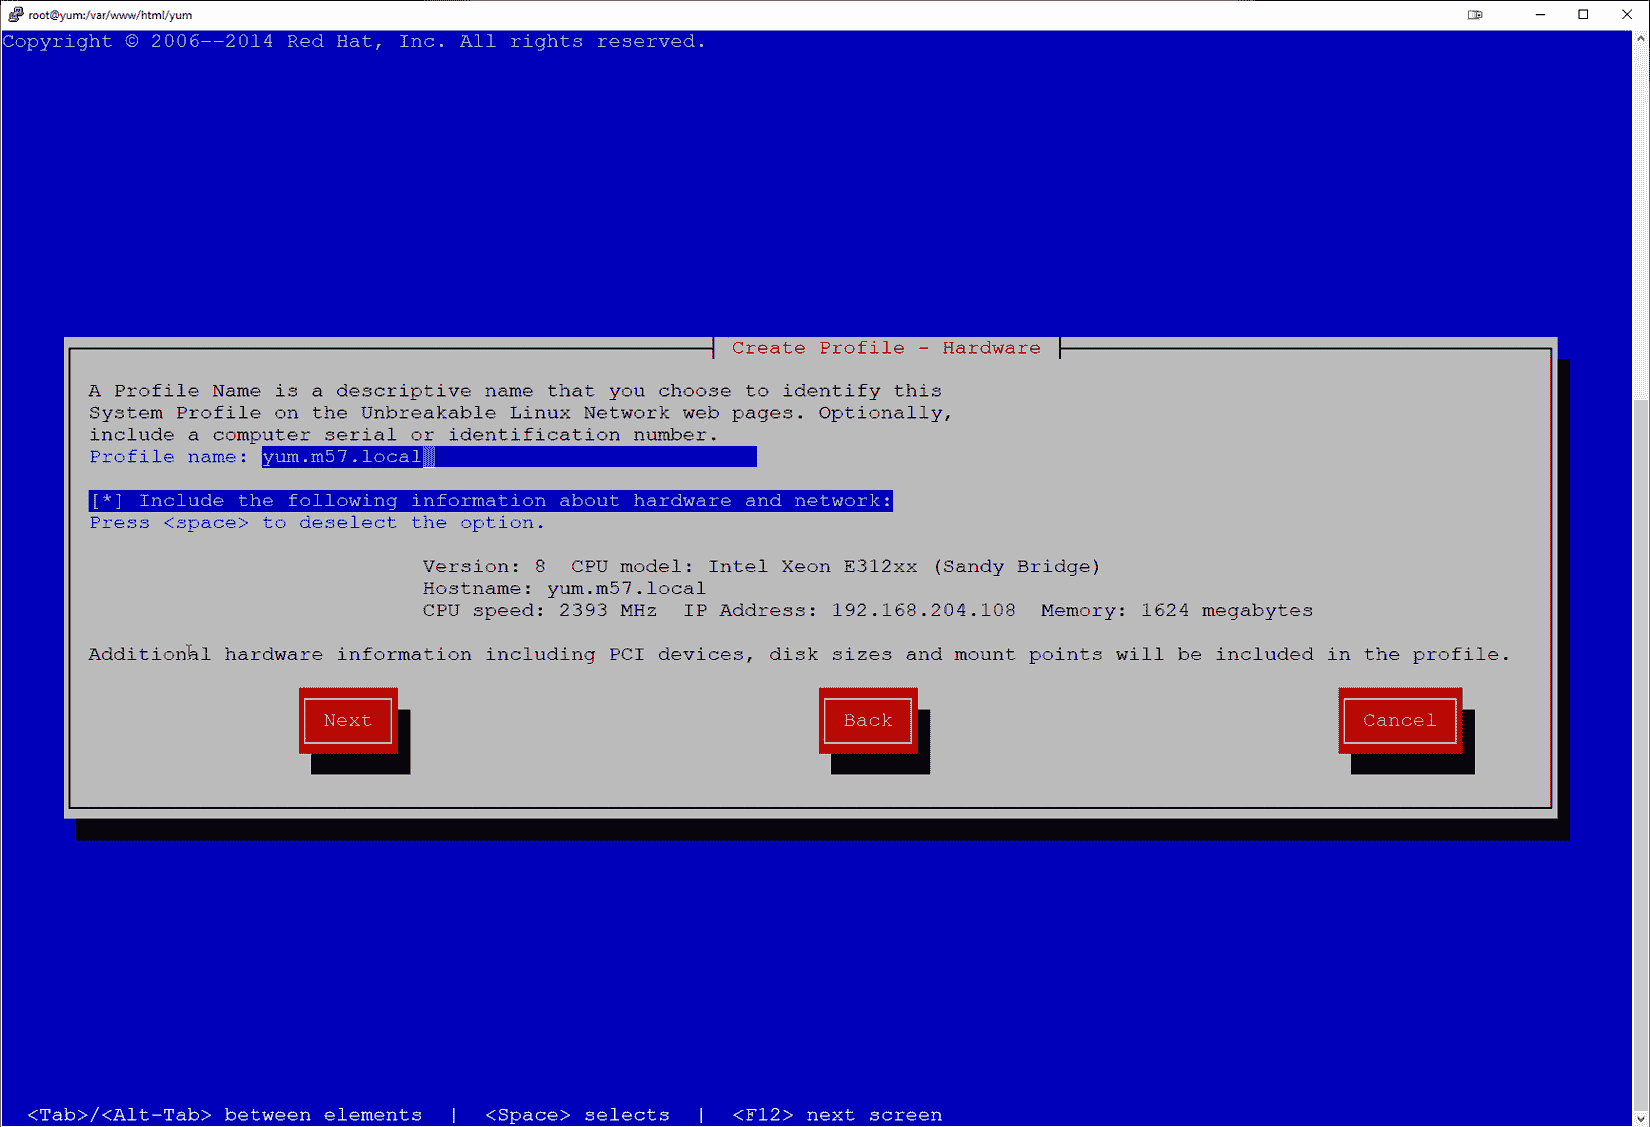 root@yum:/var/www/html/yum
Copyright © 2006--2014 Red Hat, Inc. All rights reserved.
Create Profile - Hardware
A Profile Name is a descriptive name that you choose to identify this
System Profile on the Unbreakable Linux Network web pages. Optionally,
include a computer serial or identification number.
Profile name: yum.m57.local
[*] Include the following information about hardware and network:
Press <space> to deselect the option.
Version: 8  CPU model: Intel Xeon E312xx (Sandy Bridge)
Hostname: yum.m57.local
CPU speed: 2393 MHz  IP Address: 192.168.204.108  Memory: 1624 megabytes
Additional hardware information including PCI devices, disk sizes and mount points will be included in the profile.
Next Back Cancel
<Tab>/<Alt-Tab> between elements  |  <Space> selects  |  <F12> next screen